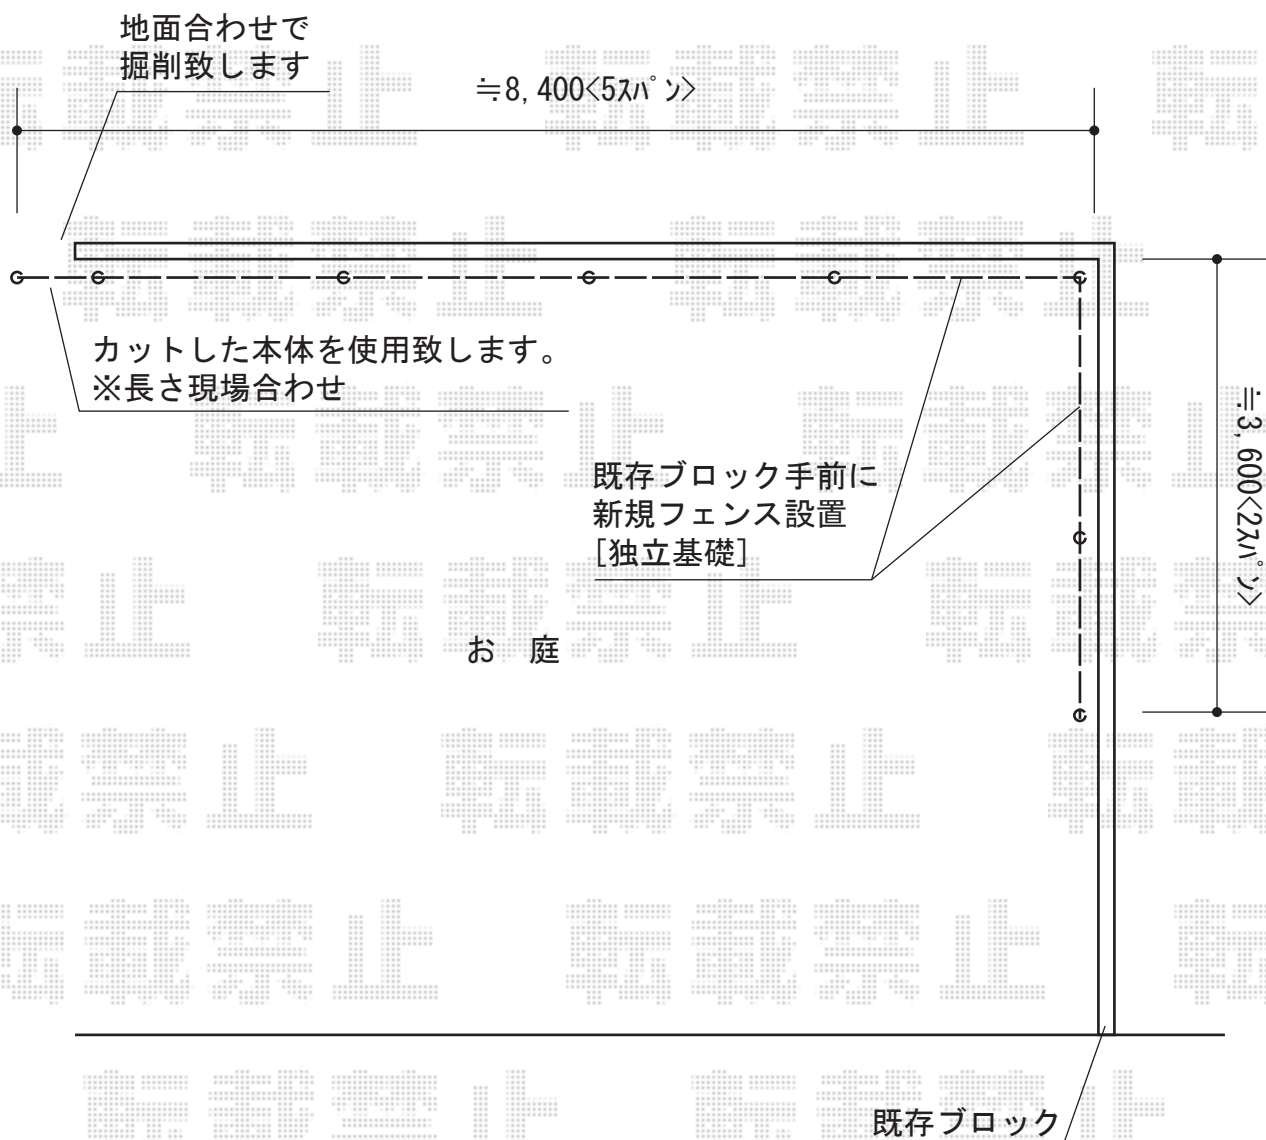 地面合わせで
掘削致します
≒8,400<5スパン>
カットした本体を使用致します。
※長さ現場合わせ
≒3,600<2スパン>
既存ブロック手前に
新規フェンス設置
[独立基礎]
お 庭
既存ブロック
転載禁止